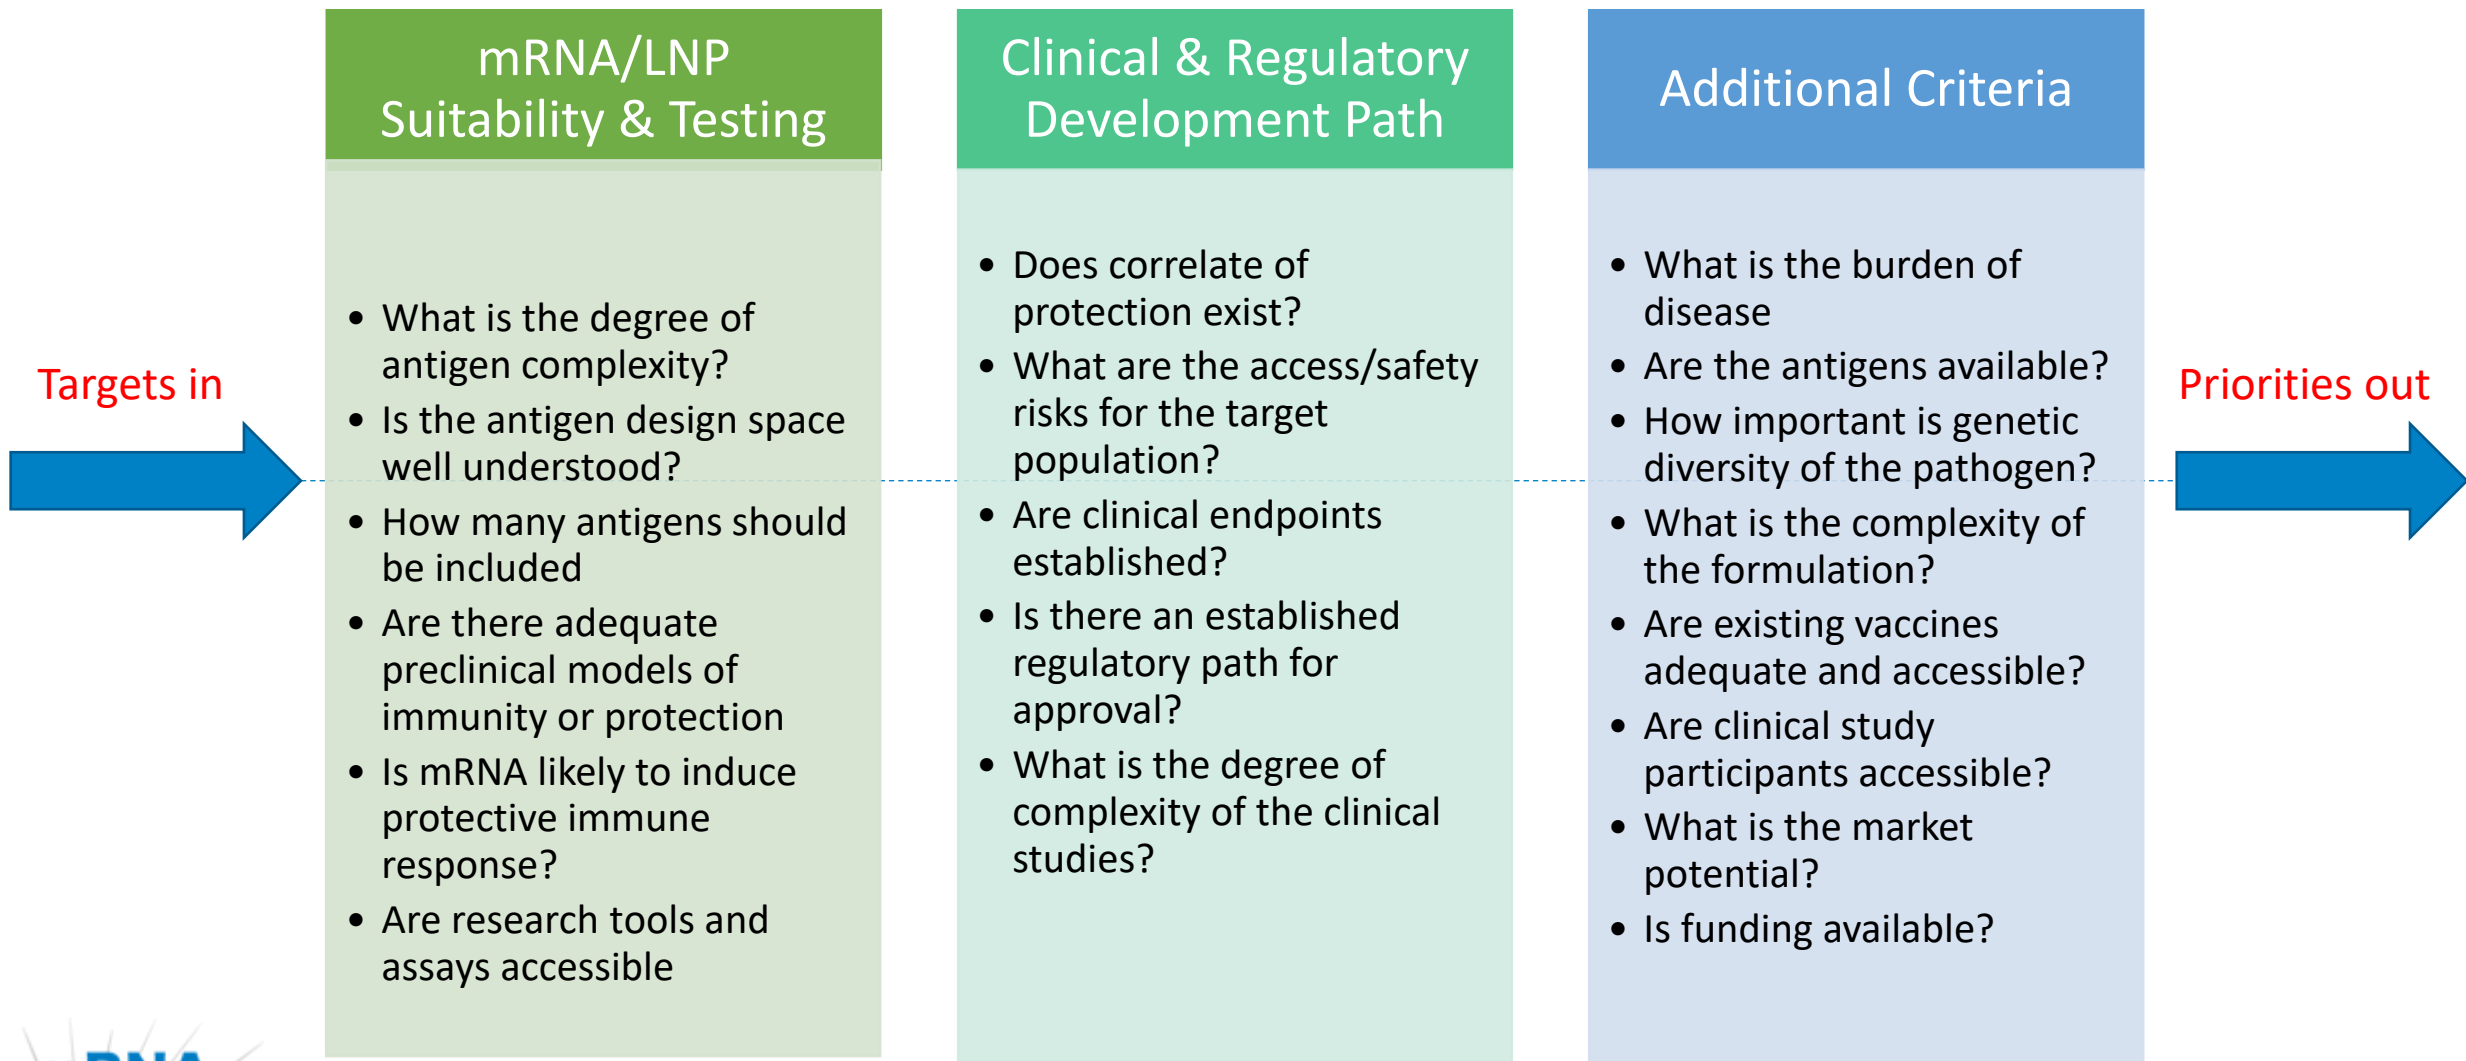 mRNA/LNP
Suitability & Testing
Clinical & Regulatory
Development Path
Additional Criteria
Targets in
• What is the degree of
antigen complexity?
• Is the antigen design space
well understood?
• How many antigens should
be included
• Are there adequate
preclinical models of
immunity or protection
• Is mRNA likely to induce
protective immune
response?
• Are research tools and
assays accessible
• Does correlate of
protection exist?
• What are the access/safety
risks for the target
population?
• Are clinical endpoints
established?
• Is there an established
regulatory path for
approval?
• What is the degree of
complexity of the clinical
studies?
• What is the burden of
disease
• Are the antigens available?
• How important is genetic
diversity of the pathogen?
• What is the complexity of
the formulation?
• Are existing vaccines
adequate and accessible?
• Are clinical study
participants accessible?
• What is the market
potential?
• Is funding available?
Priorities out